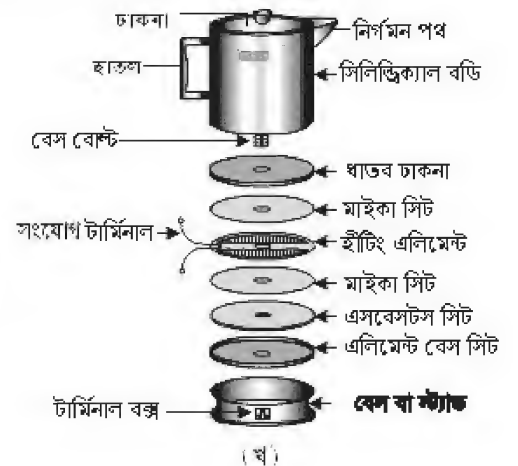 ঢাকনা
নির্গমন পথ
হাতল
সিলিন্ড্রিক্যাল বডি
বেস বোল্ট
ধাতব ঢাকনা
মাইকা সিট
সংযোগ টার্মিনাল
হীটিং এলিমেন্ট
মাইকা সিট
এসবেসটস সিট
এলিমেন্ট বেস সিট
টার্মিনাল বক্স
বেস বা স্ট্যান্ড
(খ)